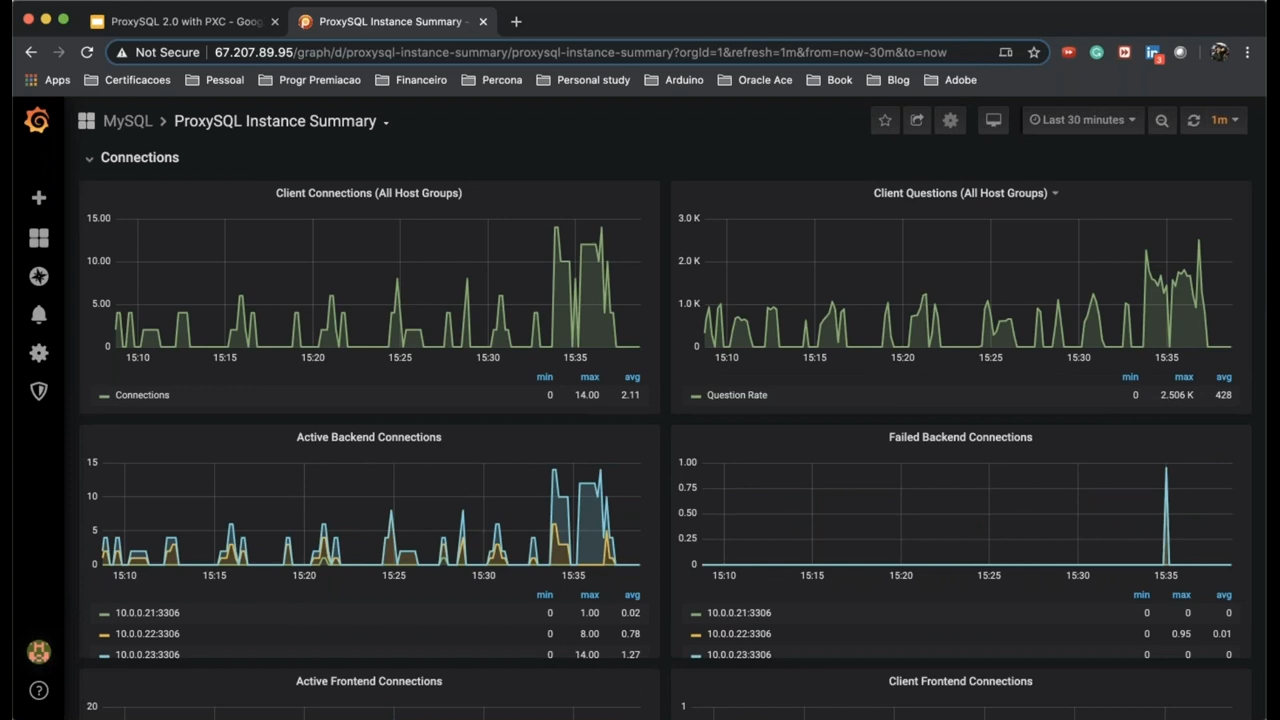 ProxySQL 2.0 with PXC - Goog
ProxySQL Instance Summary -
Not Secure
67.207.89.95/graph/d/proxysql-instance-summary/proxysql-instance-summary?orgId=1&refresh=1m&from=now-30m&to=now
3
Apps Certificacoes Pessoal Progr Premiacao Financeiro Percona Personal study Arduino Oracle Ace Book Blog Adobe
MySQL > ProxySQL Instance Summary
Last 30 minutes
1m
Connections
Client Connections (All Host Groups)
15.00
10.00
5.00
0
15:10 15:15 15:20 15:25 15:30 15:35
min max avg
Connections 0 14.00 2.11
Client Questions (All Host Groups)
3.0 K
2.0 K
1.0 K
0
15:10 15:15 15:20 15:25 15:30 15:35
min max avg
Question Rate 0 2.506 K 428
Active Backend Connections
15
10
5
0
15:10 15:15 15:20 15:25 15:30 15:35
min max avg
10.0.0.21:3306 0 1.00 0.02
10.0.0.22:3306 0 8.00 0.78
10.0.0.23:3306 0 14.00 1.27
Failed Backend Connections
1.00
0.75
0.50
0.25
0
15:10 15:15 15:20 15:25 15:30 15:35
min max avg
10.0.0.21:3306 0 0 0
10.0.0.22:3306 0 0.95 0.01
10.0.0.23:3306 0 0 0
Active Frontend Connections
20
Client Frontend Connections
1